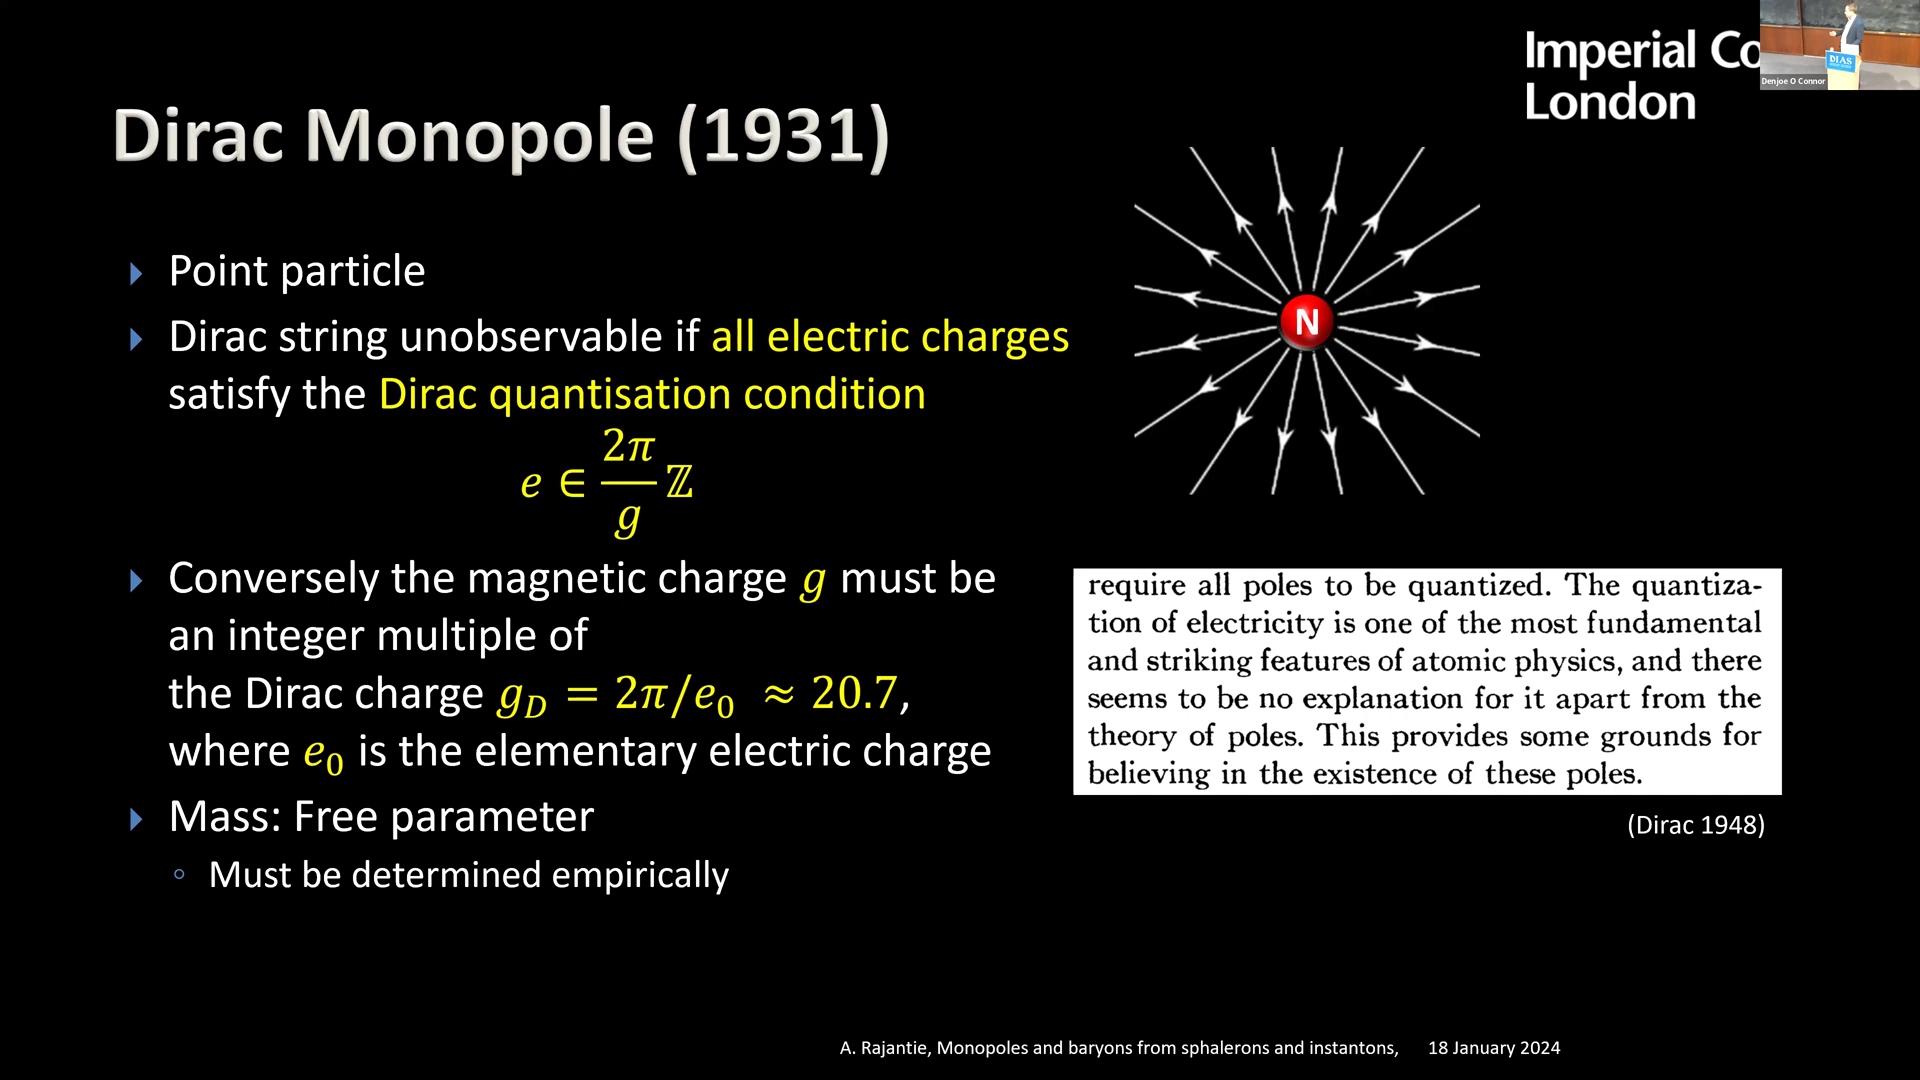 Imperial Co
London
DIAS
Denjoe O Connor
Dirac Monopole (1931)
Point particle
Dirac string unobservable if all electric charges
satisfy the Dirac quantisation condition
e ∈ 2π/g ℤ
N
Conversely the magnetic charge g must be
an integer multiple of
the Dirac charge g_D = 2π/e₀ ≈ 20.7,
where e₀ is the elementary electric charge
Mass: Free parameter
Must be determined empirically
require all poles to be quantized. The quantiza-
tion of electricity is one of the most fundamental
and striking features of atomic physics, and there
seems to be no explanation for it apart from the
theory of poles. This provides some grounds for
believing in the existence of these poles.
(Dirac 1948)
A. Rajantie, Monopoles and baryons from sphalerons and instantons, 18 January 2024